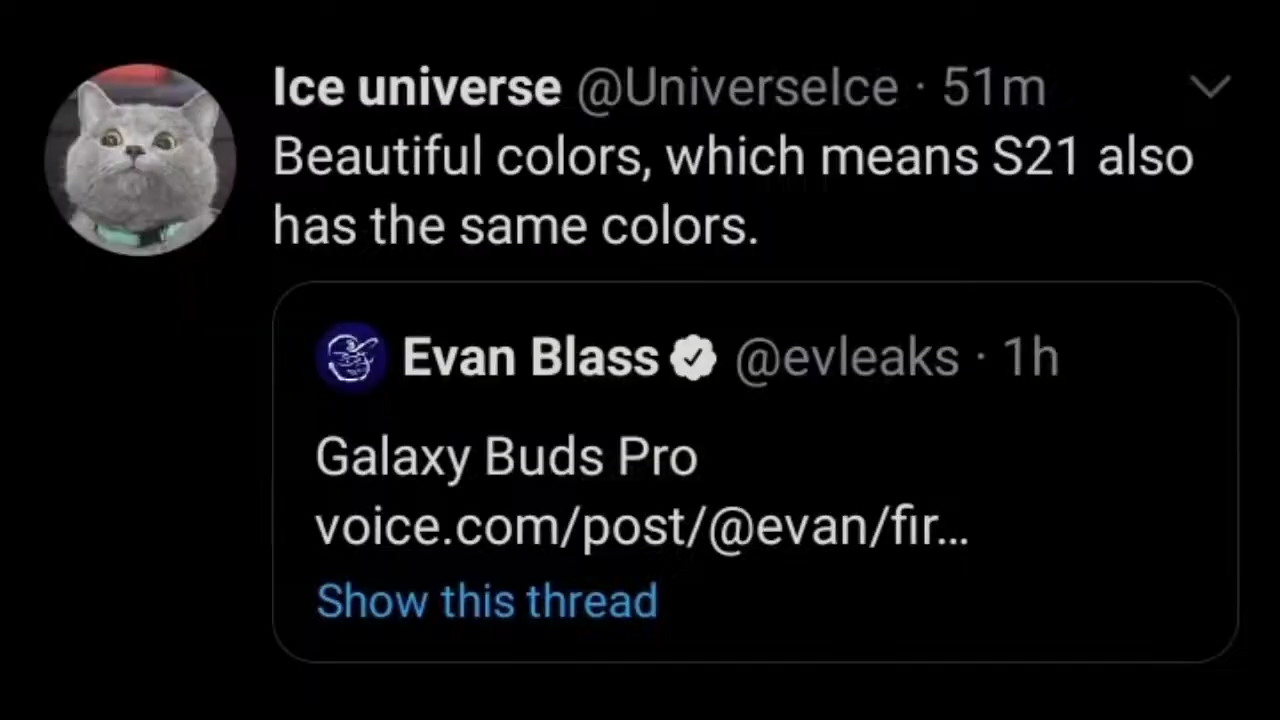 Ice universe @UniverseIce · 51m
Beautiful colors, which means S21 also
has the same colors.
Evan Blass @evleaks · 1h
Galaxy Buds Pro
voice.com/post/@evan/fir...
Show this thread